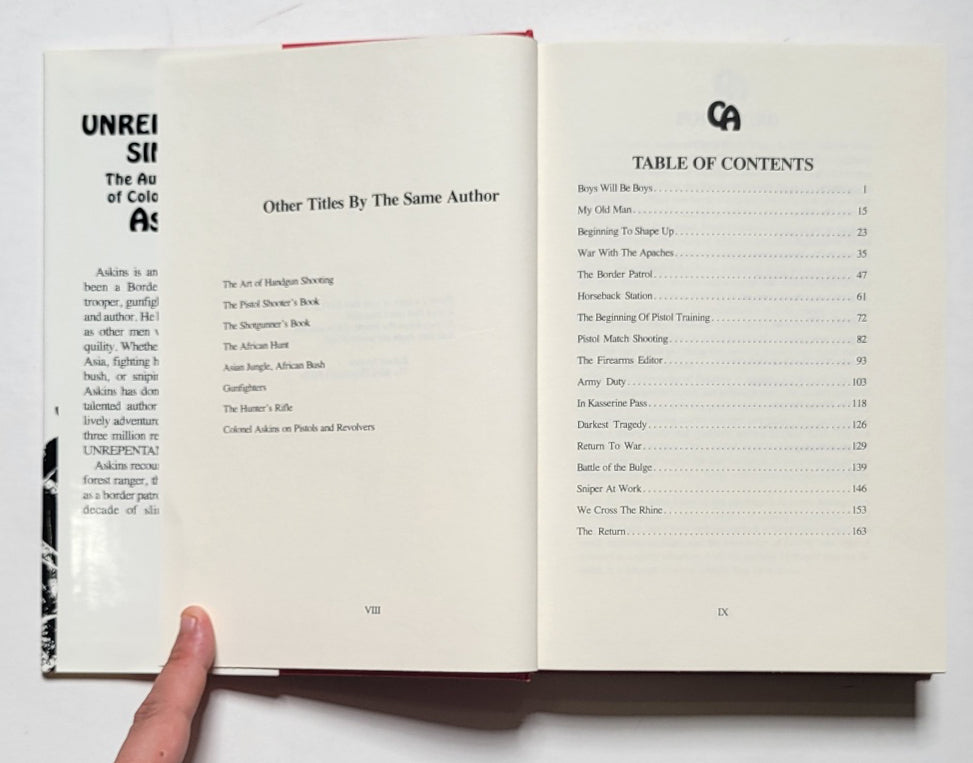 UNREI
SII
The Au
of Colo
As
Askins is an
been a Borde
trooper, gunfigl
and author. He l
as other men
quility. Whethe
Asia, fighting h
bush, or snipi
Askins has don
talented author
lively adventur
three million re
UNREPENTA
Askins recou
forest ranger, th
as a border patr
decade of
Other Titles By The Same Author
The Art of Handgun Shooting
The Pistol Shooter's Book
The Shotgunner's Book
The African Hunt
Asian Jungle, African Bush
Gunfighters
The Hunter's Rifle
Colonel Askins on Pistols and Revolvers
VIII
CA
TABLE OF CONTENTS
Boys Will Be Boys 1
My Old Man 15
Beginning To Shape Up 23
War With The Apaches 35
The Border Patrol 47
Horseback Station 61
The Beginning Of Pistol Training 72
Pistol Match Shooting 82
The Firearms Editor 93
Army Duty 103
In Kasserine Pass 118
Darkest Tragedy 126
Return To War 129
Battle of the Bulge 139
Sniper At Work 146
We Cross The Rhine 153
The Return 163
IX